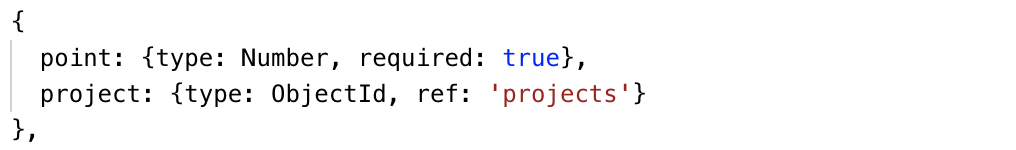 {
  point: {type: Number, required: true},
  project: {type: ObjectId, ref: 'projects'}
},